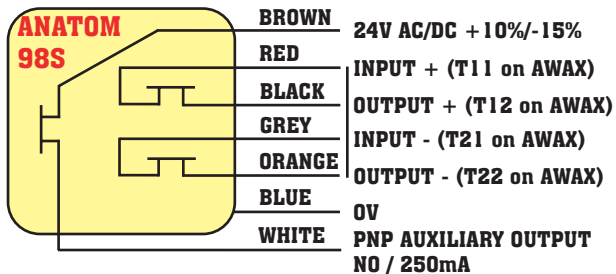 ANATOM
98S
BROWN 24V AC/DC +10%/-15%
RED INPUT + (T11 on AWAX)
BLACK OUTPUT + (T12 on AWAX)
GREY INPUT - (T21 on AWAX)
ORANGE OUTPUT - (T22 on AWAX)
BLUE 0V
WHITE PNP AUXILIARY OUTPUT
NO / 250mA